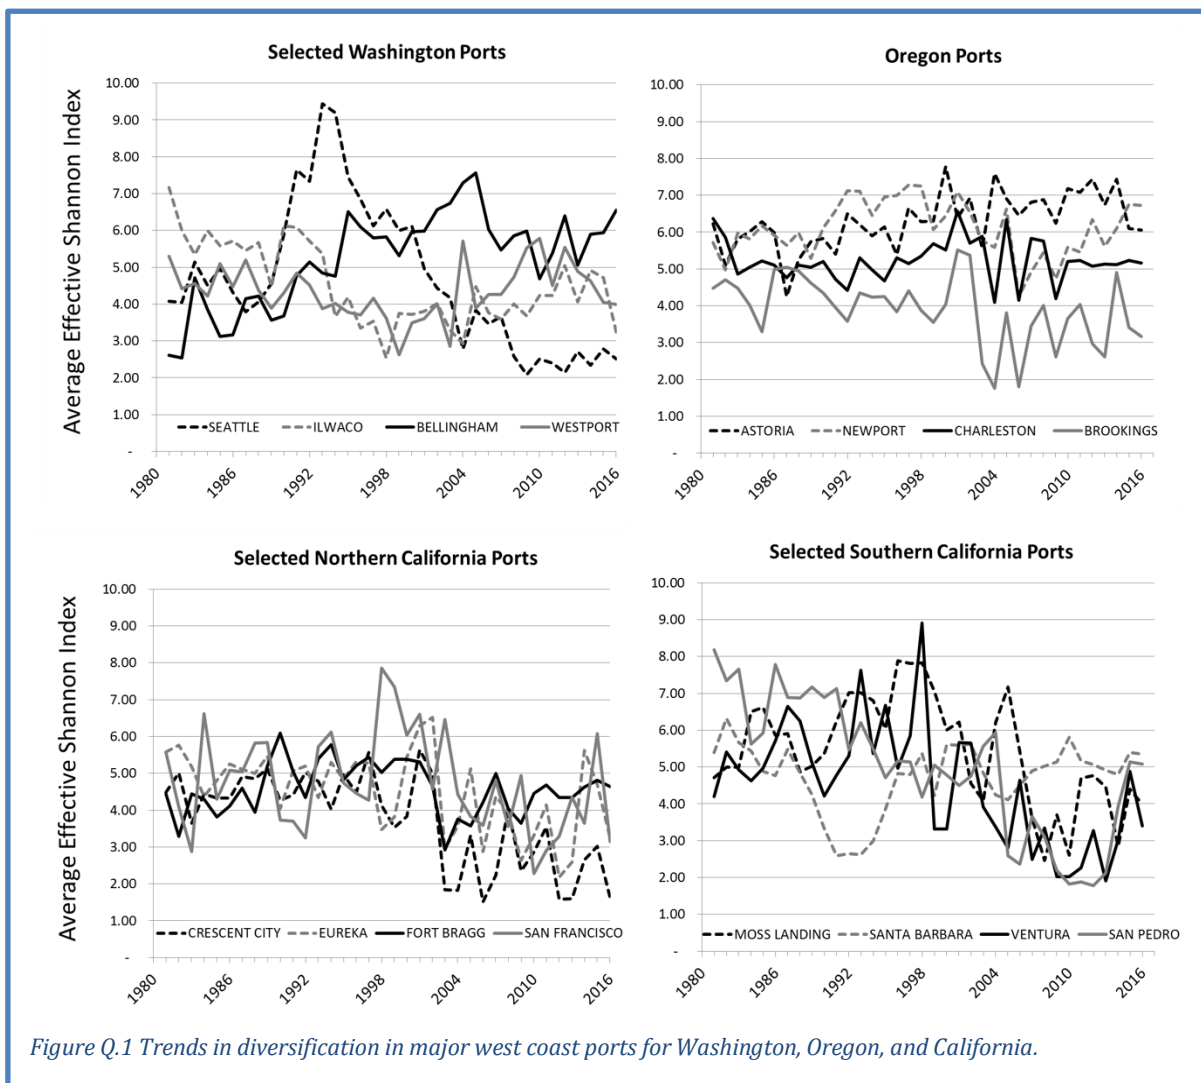 Selected Washington Ports
Average Effective Shannon Index
10.00
9.00
8.00
7.00
6.00
5.00
4.00
3.00
2.00
1.00
-
SEATTLE ILWACO BELLINGHAM WESTPORT
1980 1986 1992 1998 2004 2010 2016
Oregon Ports
10.00
9.00
8.00
7.00
6.00
5.00
4.00
3.00
2.00
1.00
-
ASTORIA NEWPORT CHARLESTON BROOKINGS
1980 1986 1992 1998 2004 2010 2016
Selected Northern California Ports
Average Effective Shannon Index
10.00
9.00
8.00
7.00
6.00
5.00
4.00
3.00
2.00
1.00
-
CRESCENT CITY EUREKA FORT BRAGG SAN FRANCISCO
1980 1986 1992 1998 2004 2010 2016
Selected Southern California Ports
10.00
9.00
8.00
7.00
6.00
5.00
4.00
3.00
2.00
1.00
-
MOSS LANDING SANTA BARBARA VENTURA SAN PEDRO
1980 1986 1992 1998 2004 2010 2016
Figure Q.1 Trends in diversification in major west coast ports for Washington, Oregon, and California.